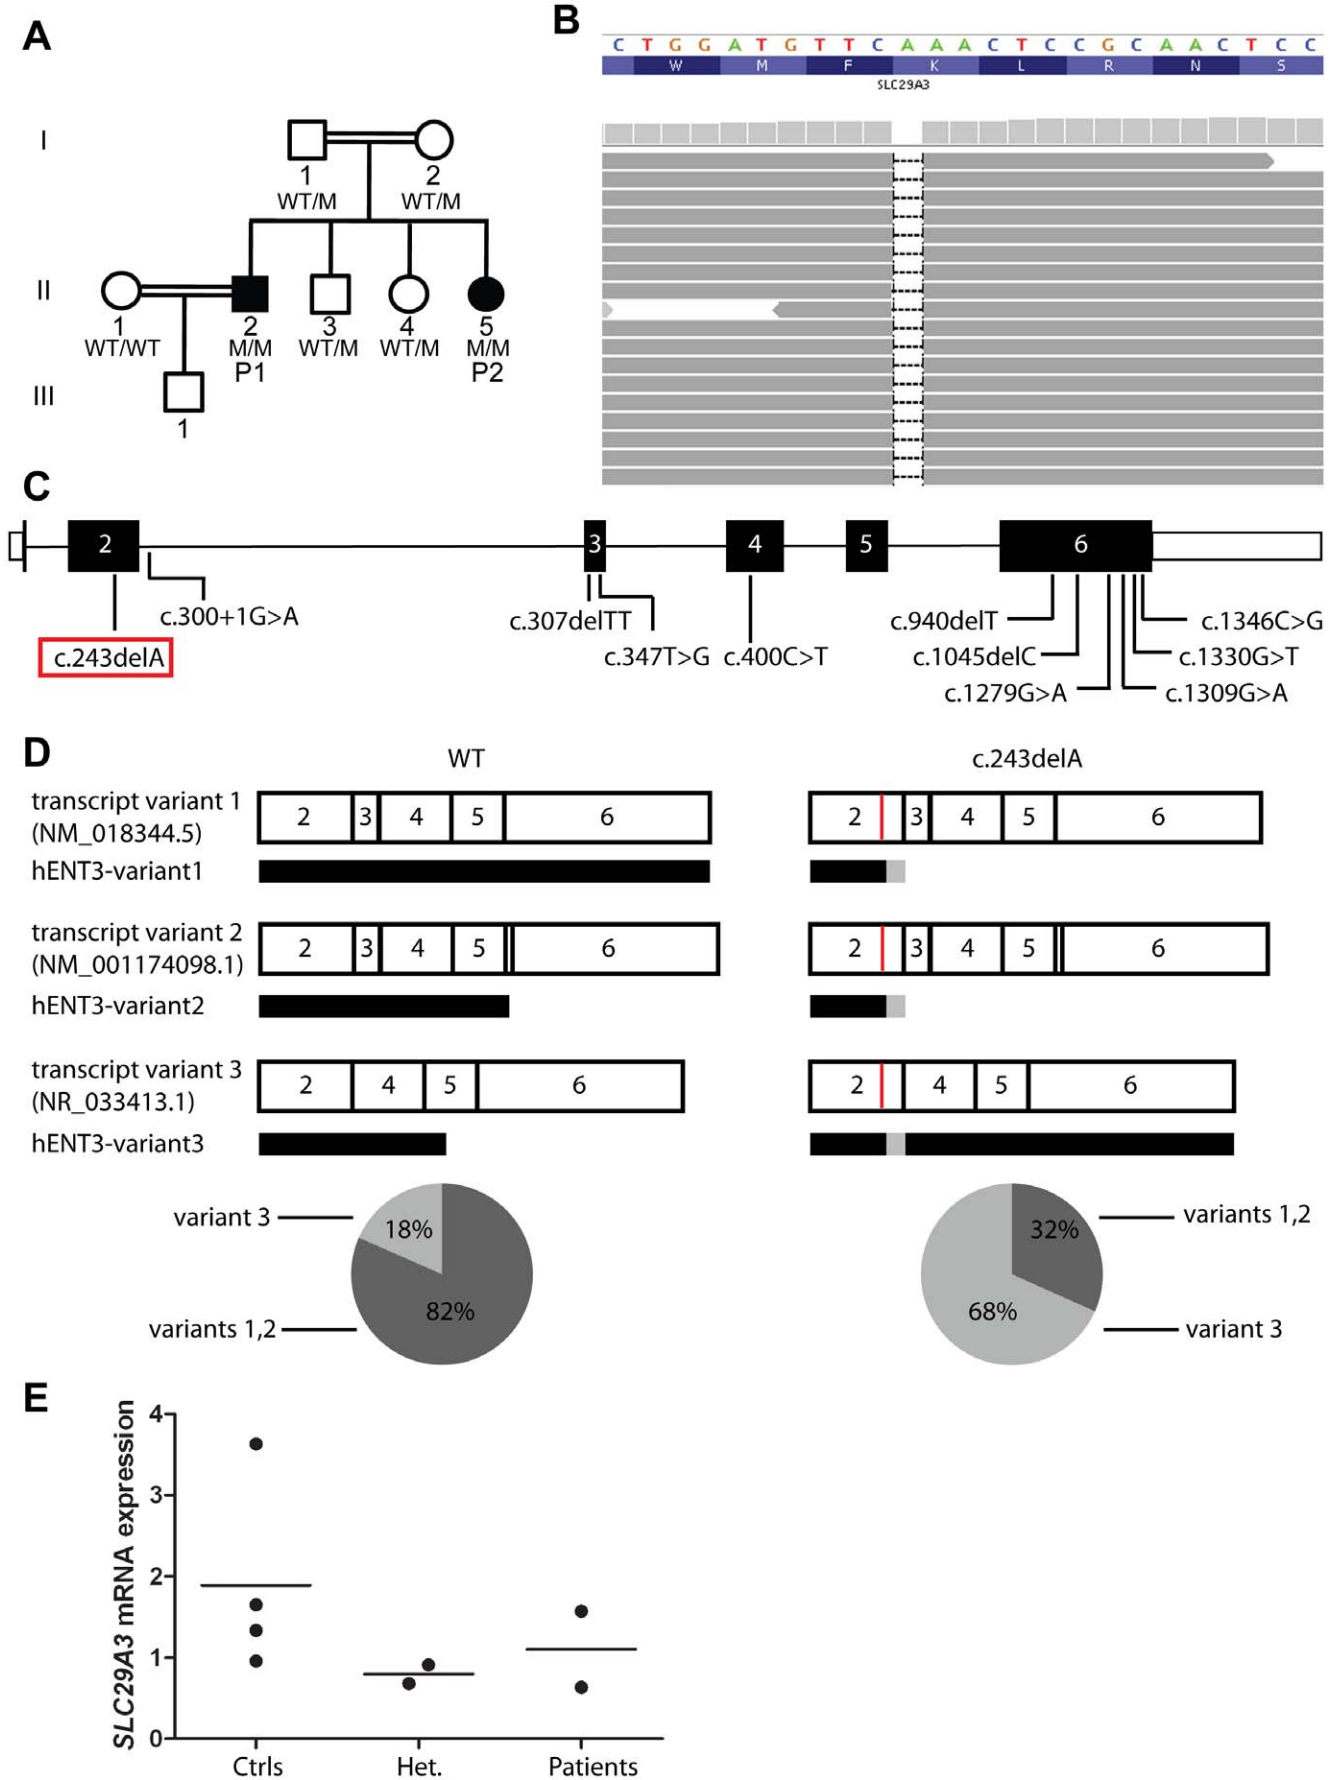 A
I
1
2
WT/M
WT/M
II
1
2
3
4
5
WT/WT
M/M
WT/M
WT/M
M/M
P1
P2
III
1
B
C T G G A T G T T C A A A C T C C G C A A C T C C
W M F K L R N S
SLC29A3
C
2
3
4
5
6
c.300+1G>A
c.243delA
c.307delTT
c.347T>G
c.400C>T
c.940delT
c.1346C>G
c.1045delC
c.1330G>T
c.1279G>A
c.1309G>A
D
WT
c.243delA
transcript variant 1
(NM_018344.5)
2 3 4 5 6
2 3 4 5 6
hENT3-variant1
transcript variant 2
(NM_001174098.1)
2 3 4 5 6
2 3 4 5 6
hENT3-variant2
transcript variant 3
(NR_033413.1)
2 4 5 6
2 4 5 6
hENT3-variant3
variant 3
18%
82%
variants 1,2
32%
variants 1,2
68%
variant 3
E
SLC29A3 mRNA expression
4
3
2
1
0
Ctrls
Het.
Patients